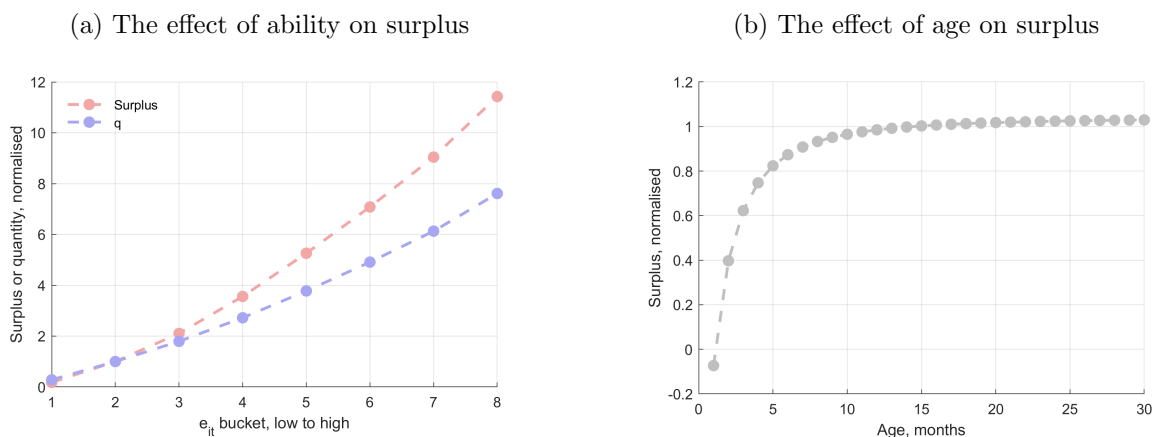 (a) The effect of ability on surplus
12
10
8
6
4
2
0
Surplus or quantity, normalised
Surplus
q
1 2 3 4 5 6 7 8
e_it bucket, low to high
(b) The effect of age on surplus
1.2
1
0.8
0.6
0.4
0.2
0
-0.2
Surplus, normalised
0 5 10 15 20 25 30
Age, months